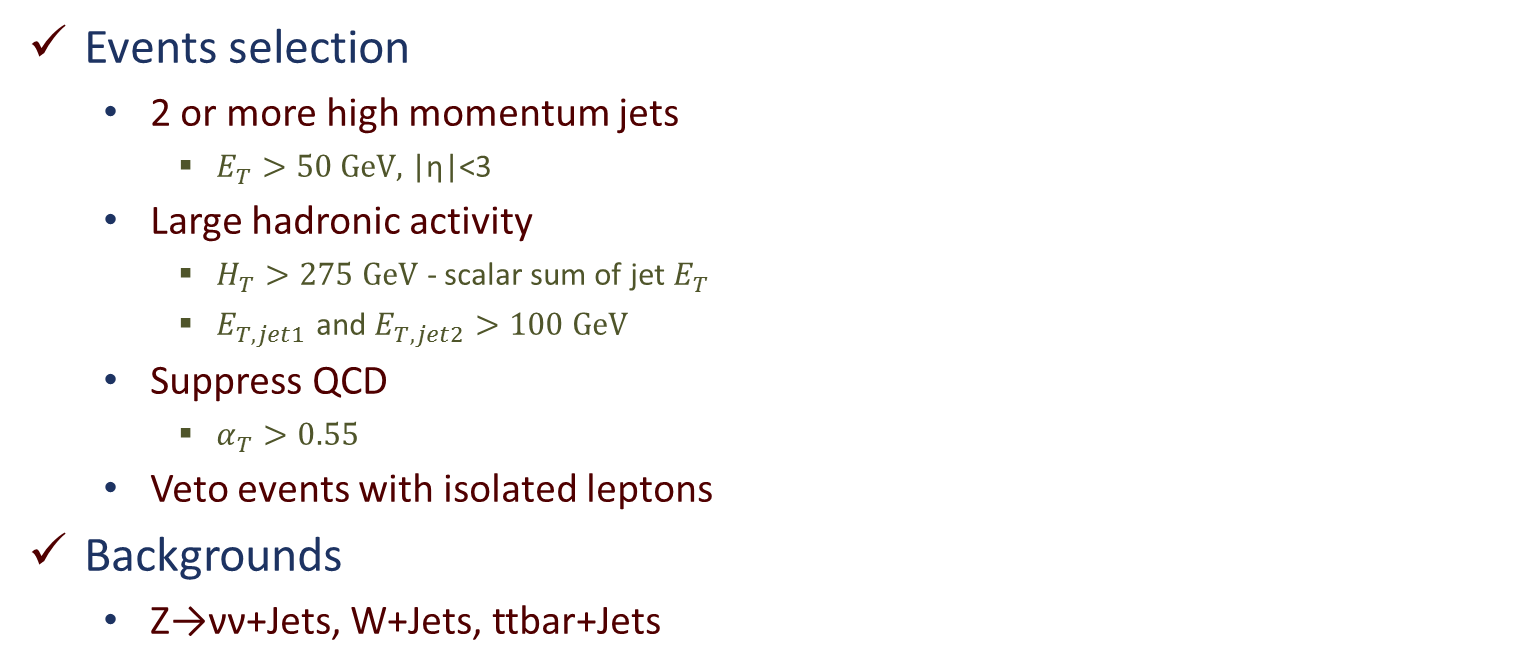 ✓ Events selection
• 2 or more high momentum jets
▪ E_T > 50 GeV, |η|<3
• Large hadronic activity
▪ H_T > 275 GeV - scalar sum of jet E_T
▪ E_{T,jet1} and E_{T,jet2} > 100 GeV
• Suppress QCD
▪ α_T > 0.55
• Veto events with isolated leptons
✓ Backgrounds
• Z→νν+Jets, W+Jets, ttbar+Jets